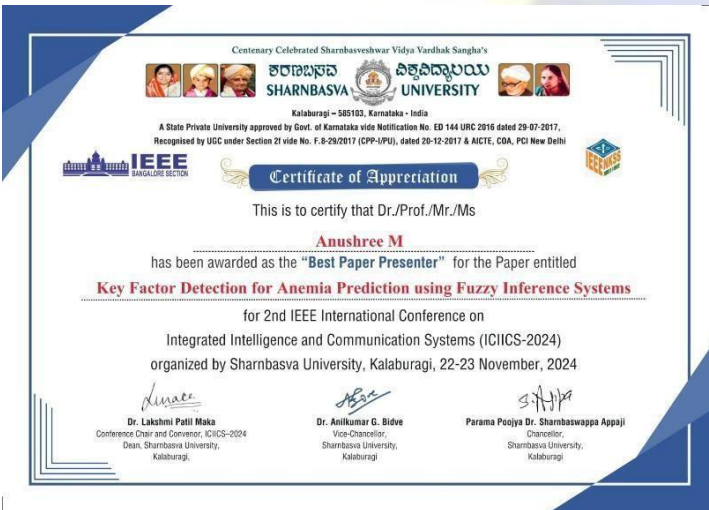 Centenary Celebrated Sharnbasveshwar Vidya Vardhak Sangha's
ಶರಣಬಸವ ವಿಶ್ವವಿದ್ಯಾಲಯ
SHARNBASVA UNIVERSITY
Kalaburagi – 585103, Karnataka - India
A State Private University approved by Govt. of Karnataka vide Notification No. ED 144 URC 2016 dated 29-07-2017,
Recognised by UGC under Section 2f vide No. F.8-29/2017 (CPP-I/PU), dated 20-12-2017 & AICTE, COA, PCI New Delhi
IEEE
BANGALORE SECTION
IEEE NKSS
Certificate of Appreciation
This is to certify that Dr./Prof./Mr./Ms
Anushree M
has been awarded as the “Best Paper Presenter” for the Paper entitled
Key Factor Detection for Anemia Prediction using Fuzzy Inference Systems
for 2nd IEEE International Conference on
Integrated Intelligence and Communication Systems (ICIICS-2024)
organized by Sharnbasva University, Kalaburagi, 22-23 November, 2024
Dr. Lakshmi Patil Maka
Conference Chair and Convenor, ICIICS–2024
Dean, Sharnbasva University,
Kalaburagi,
Dr. Anilkumar G. Bidve
Vice-Chancellor,
Sharnbasva University,
Kalaburagi
S.Appa
Parama Poojya Dr. Sharnbaswappa Appaji
Chancellor,
Sharnbasva University,
Kalaburagi